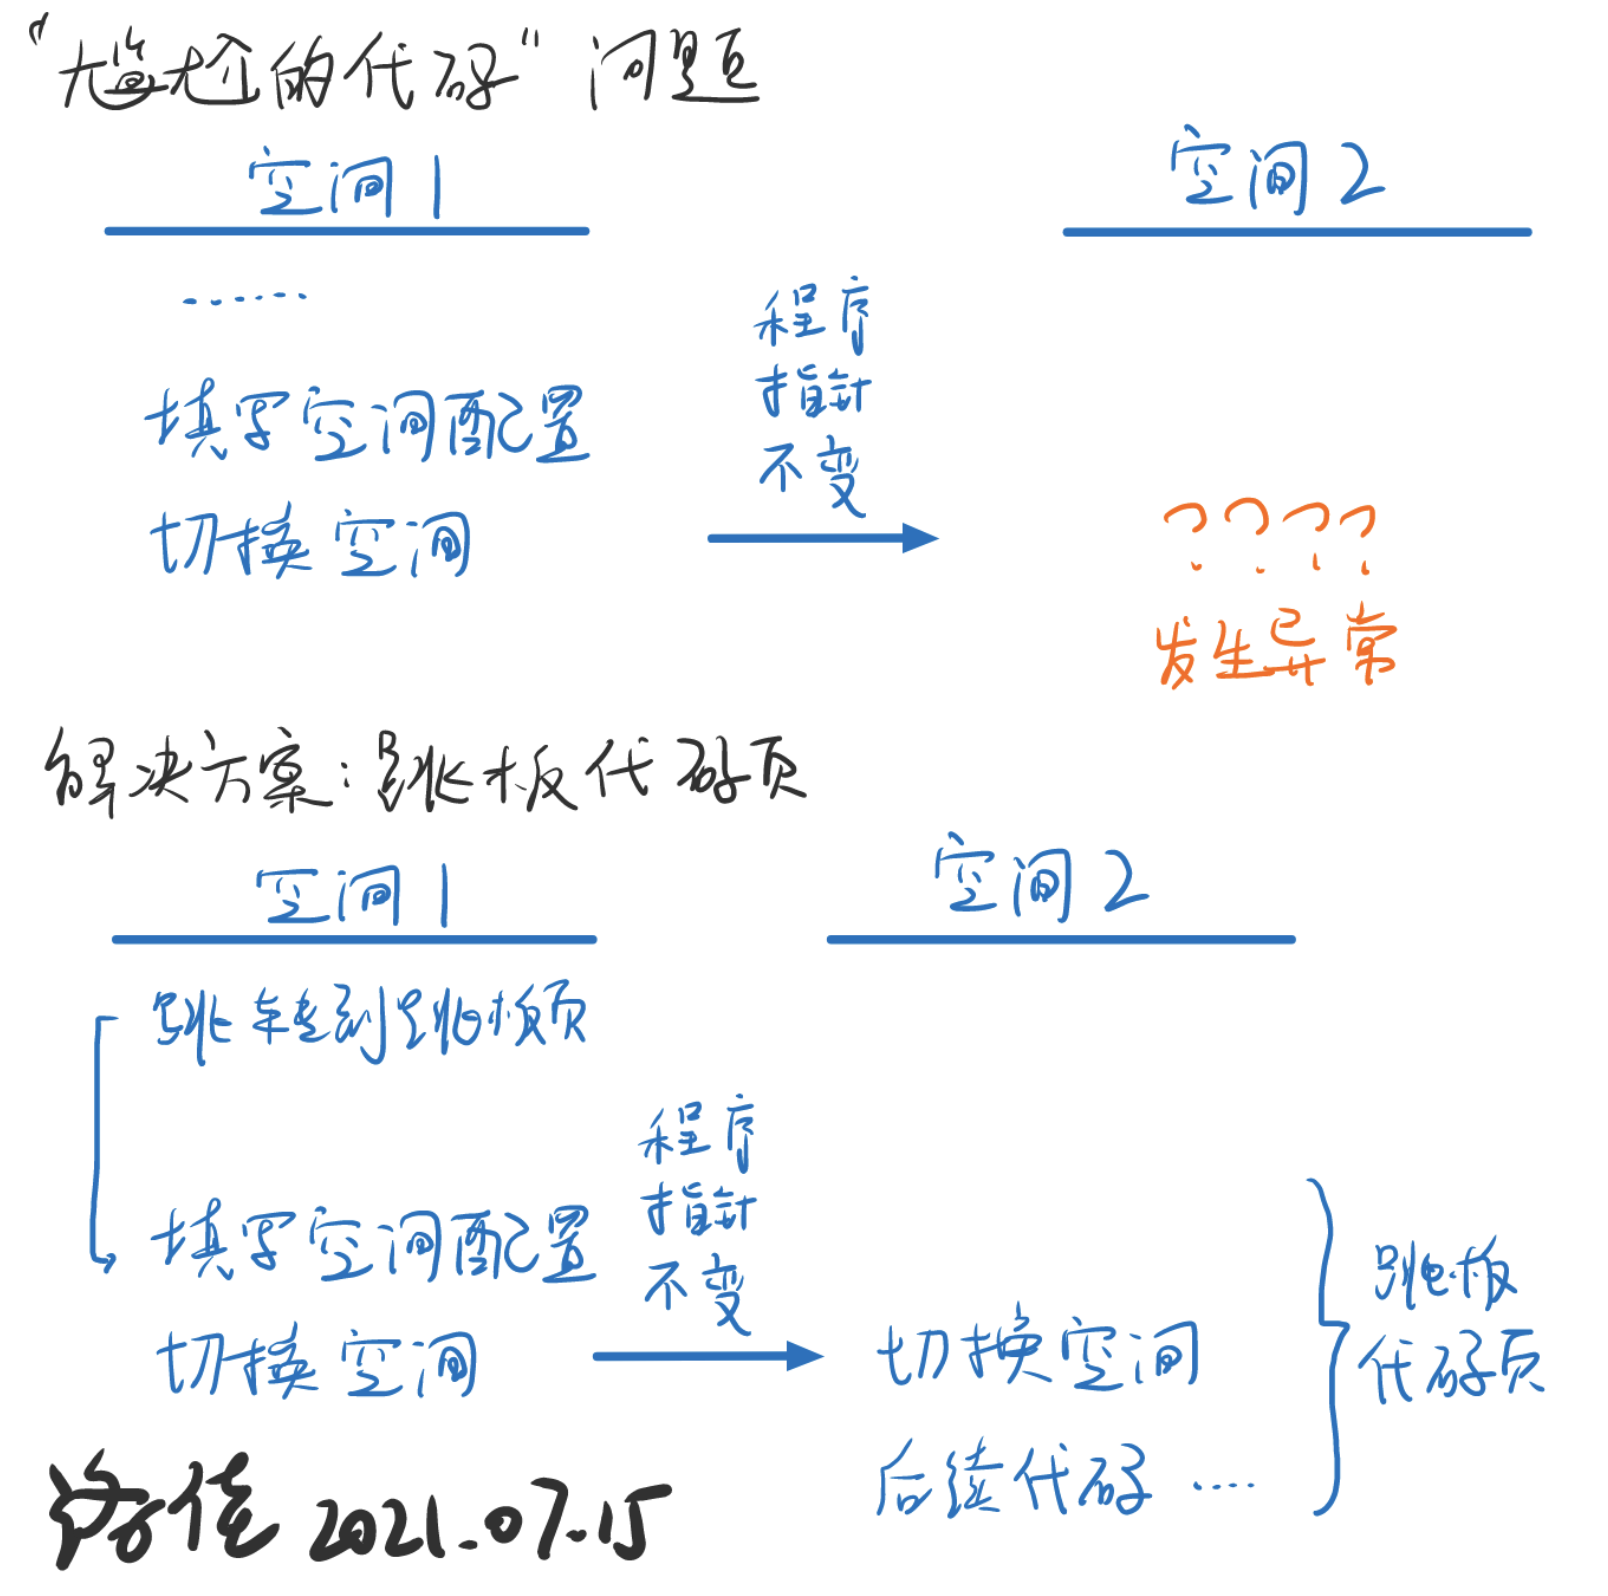 “尴尬的代码”问题
空间1
空间2
……
填写空间配置
切换空间
程序
指针
不变
????
发生异常
解决方案：跳板代码页
空间1
空间2
跳转到跳板页
填写空间配置
切换空间
程序
指针
不变
切换空间
后续代码……
跳板
代码页
洛佳 2021.07.15